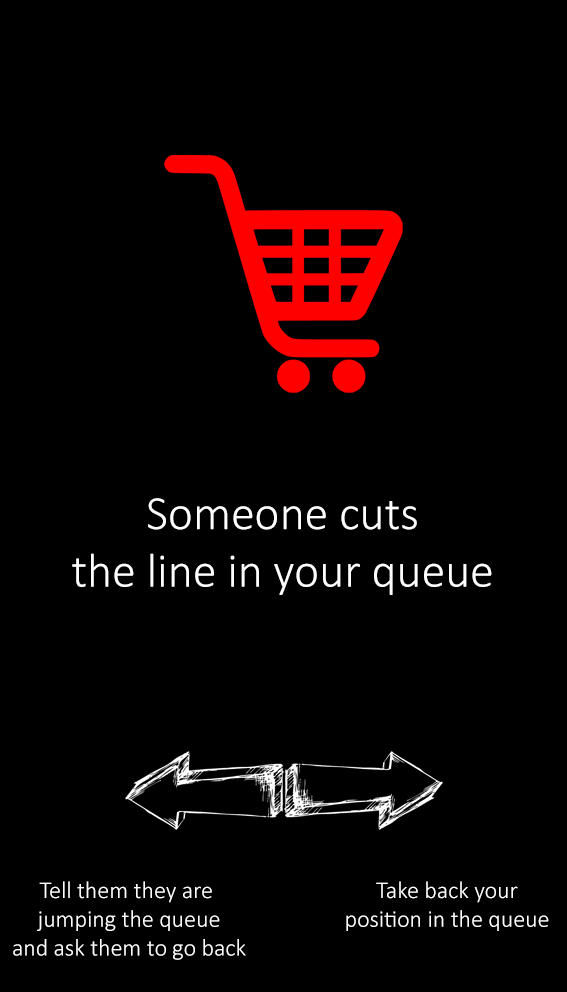 Someone cuts
the line in your queue
Tell them they are
jumping the queue
and ask them to go back
Take back your
position in the queue